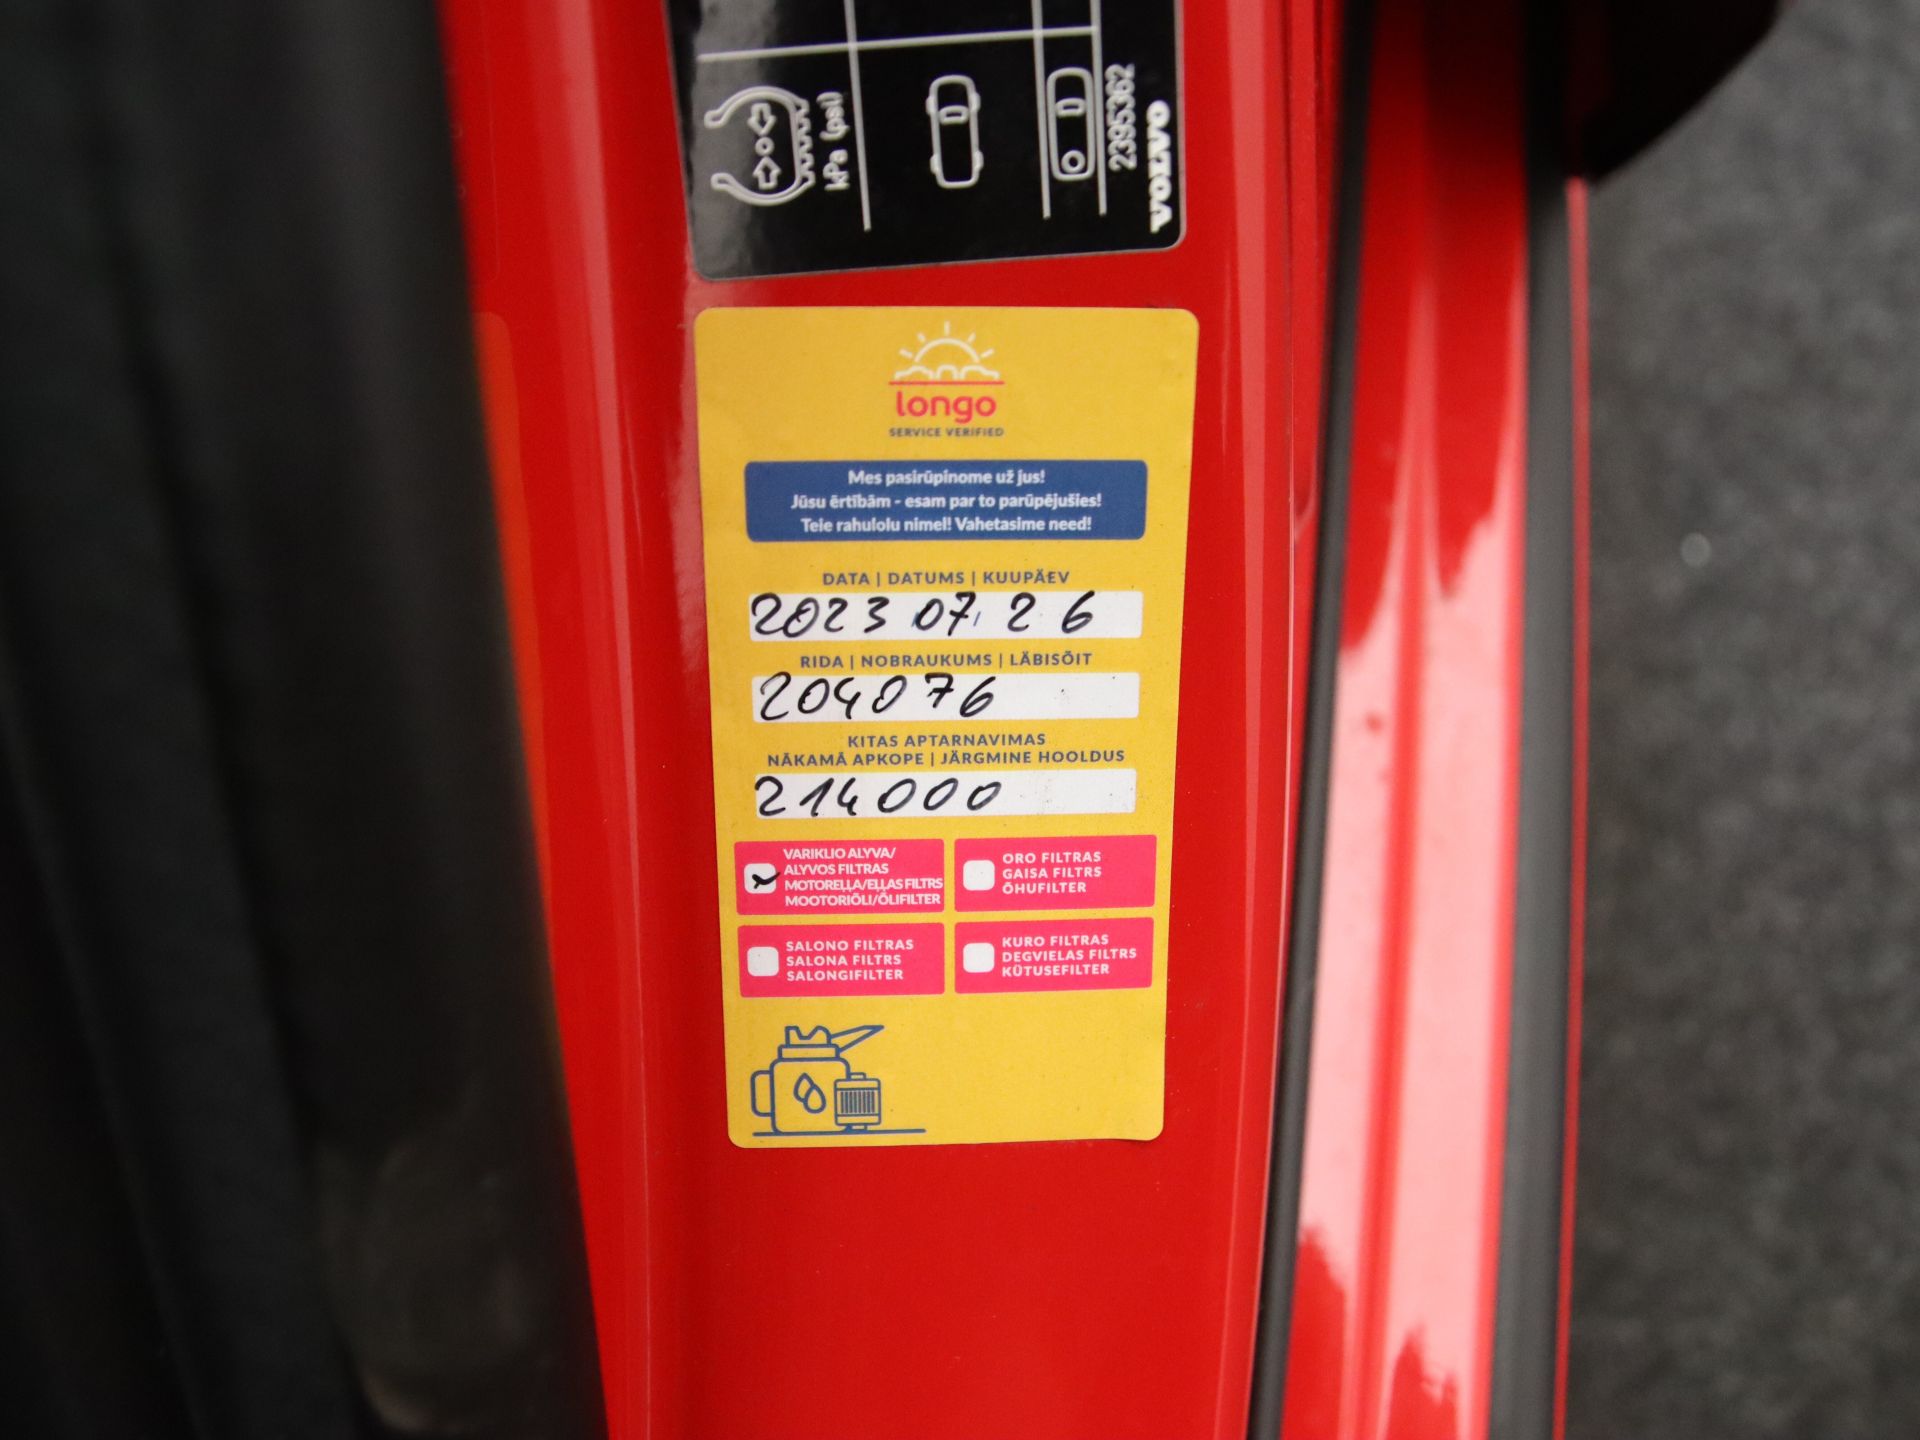 kPa (psi)
2395362
VOLVO
longo
SERVICE VERIFIED
Mes pasirūpinome už jus!
Jūsu ērtībām - esam par to parūpējušies!
Teie rahulolu nimel! Vahetasime need!
DATA | DATUMS | KUUPÄEV
2023.07.26
RIDA | NOBRAUKUMS | LÄBISÕIT
204076
KITAS APTARNAVIMAS
NĀKAMĀ APKOPE | JÄRGMINE HOOLDUS
214000
VARIKLIO ALYVA/
ALYVOS FILTRAS
MOTOREĻĻA/EĻĻAS FILTRS
MOOTORIÕLI/ÕLIFILTER
ORO FILTRAS
GAISA FILTRS
ÕHUFILTER
SALONO FILTRAS
SALONA FILTRS
SALONGIFILTER
KURO FILTRAS
DEGVIELAS FILTRS
KÜTUSEFILTER